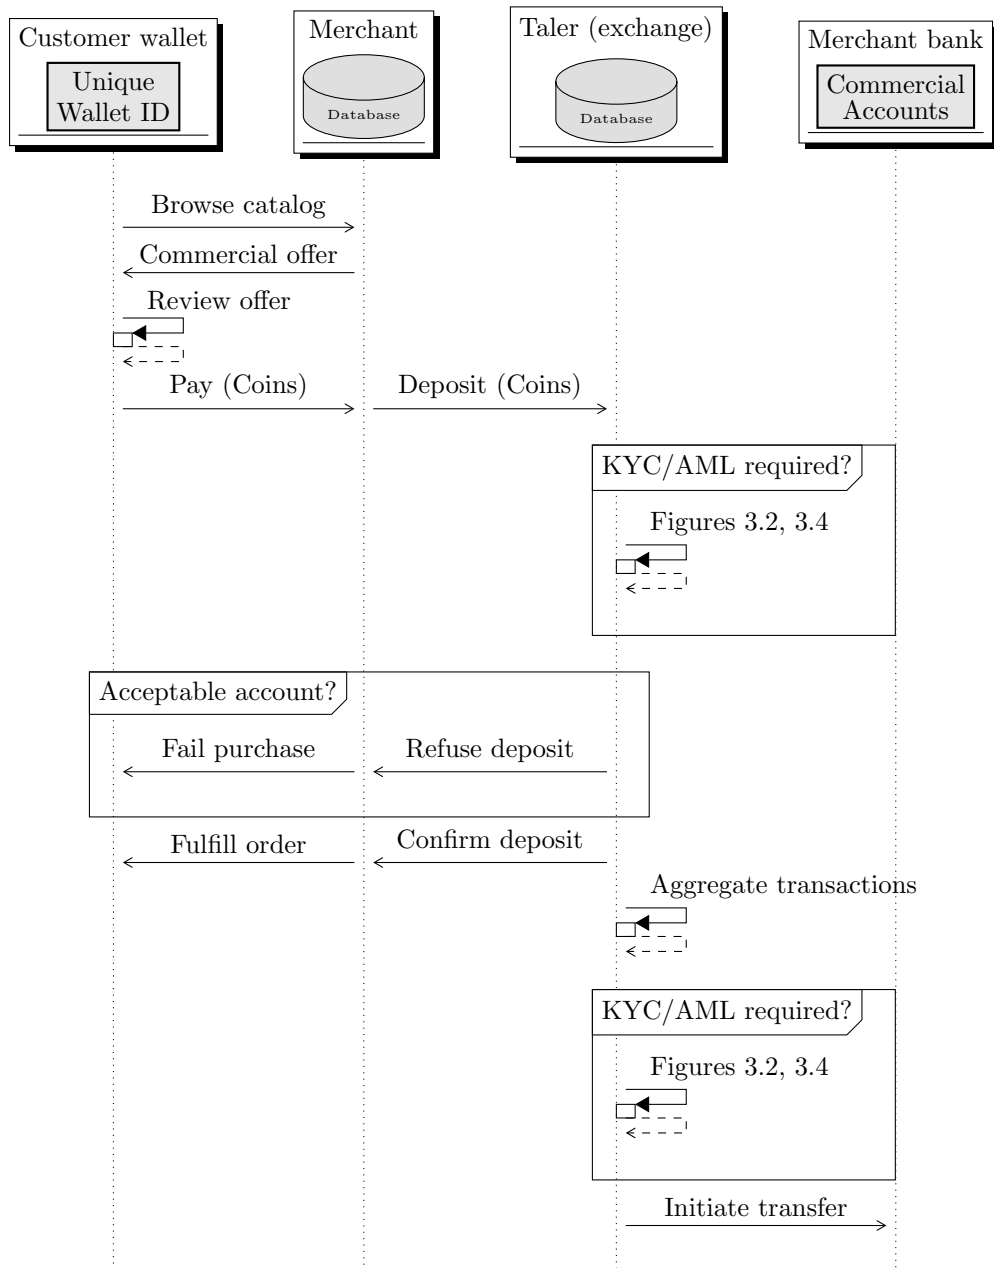 Customer wallet
Unique
Wallet ID
Merchant
Database
Taler (exchange)
Database
Merchant bank
Commercial
Accounts
Browse catalog
Commercial offer
Review offer
Pay (Coins)
Deposit (Coins)
KYC/AML required?
Figures 3.2, 3.4
Acceptable account?
Fail purchase
Refuse deposit
Fulfill order
Confirm deposit
Aggregate transactions
KYC/AML required?
Figures 3.2, 3.4
Initiate transfer